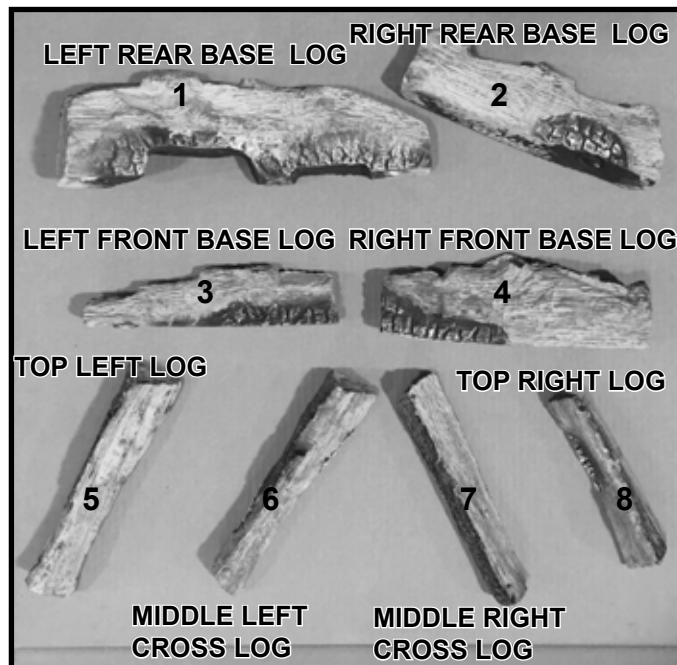 RIGHT REAR BASE LOG
LEFT REAR BASE LOG
1
2
LEFT FRONT BASE LOG
RIGHT FRONT BASE LOG
3
4
TOP LEFT LOG
TOP RIGHT LOG
5
6
7
8
MIDDLE LEFT
CROSS LOG
MIDDLE RIGHT
CROSS LOG